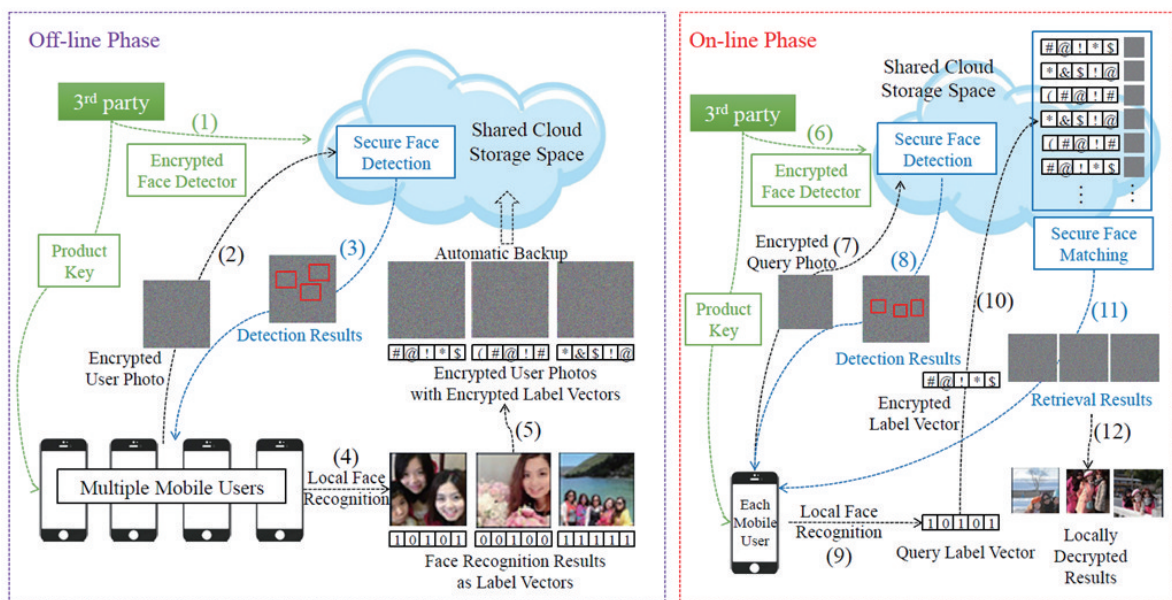 Off-line Phase
3rd party
(1)
Encrypted
Face Detector
Secure Face
Detection
Shared Cloud
Storage Space
Product
Key
(2)
(3)
Automatic Backup
Detection Results
Encrypted
User Photo
#@!*$
(#@!#
*&$!@
Encrypted User Photos
with Encrypted Label Vectors
(4)
(5)
Multiple Mobile Users
Local Face
Recognition
10101
00100
11111
Face Recognition Results
as Label Vectors
On-line Phase
Shared Cloud
Storage Space
3rd party
(6)
Encrypted
Face Detector
Secure Face
Detection
#@!*$
*&$!@
(#@!#
*&$!@
(#@!#
#@!*$
Secure Face
Matching
Encrypted
Query Photo
(7)
(8)
(10)
(11)
Product
Key
Detection Results
#@!*$
Encrypted
Label Vector
Retrieval Results
(12)
Each
Mobile
User
Local Face
Recognition
(9)
10101
Query Label Vector
Locally
Decrypted
Results